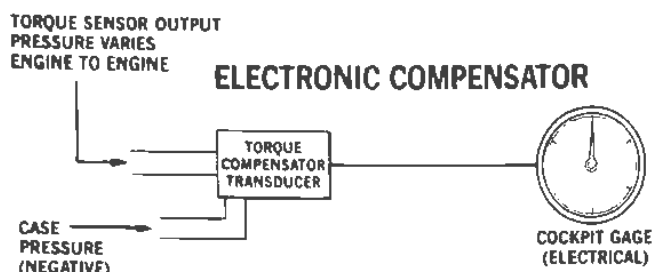 TORQUE SENSOR OUTPUT
PRESSURE VARIES
ENGINE TO ENGINE
ELECTRONIC COMPENSATOR
TORQUE
COMPENSATOR
TRANSDUCER
CASE
PRESSURE
(NEGATIVE)
COCKPIT GAGE
(ELECTRICAL)